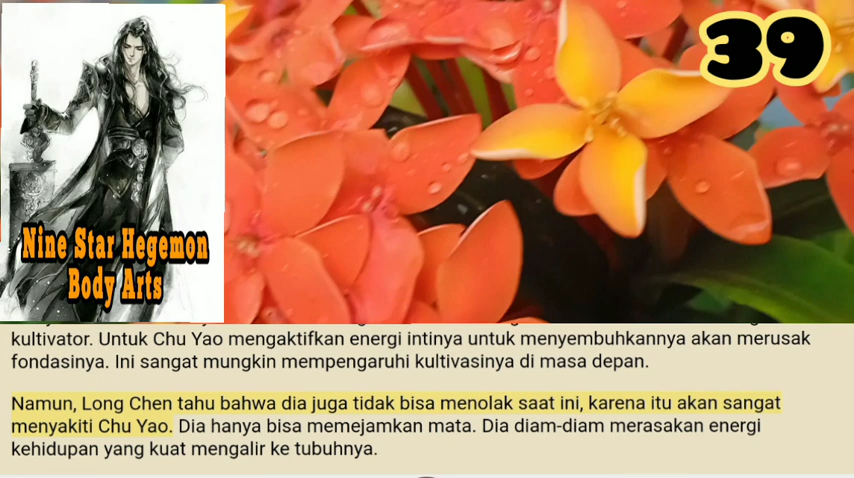 39
Nine Star Hegemon
Body Arts
kultivator. Untuk Chu Yao mengaktifkan energi intinya untuk menyembuhkannya akan merusak
fondasinya. Ini sangat mungkin mempengaruhi kultivasinya di masa depan.
Namun, Long Chen tahu bahwa dia juga tidak bisa menolak saat ini, karena itu akan sangat
menyakiti Chu Yao. Dia hanya bisa memejamkan mata. Dia diam-diam merasakan energi
kehidupan yang kuat mengalir ke tubuhnya.